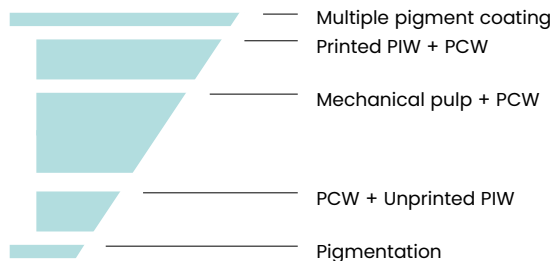 Multiple pigment coating
Printed PIW + PCW
Mechanical pulp + PCW
PCW + Unprinted PIW
Pigmentation